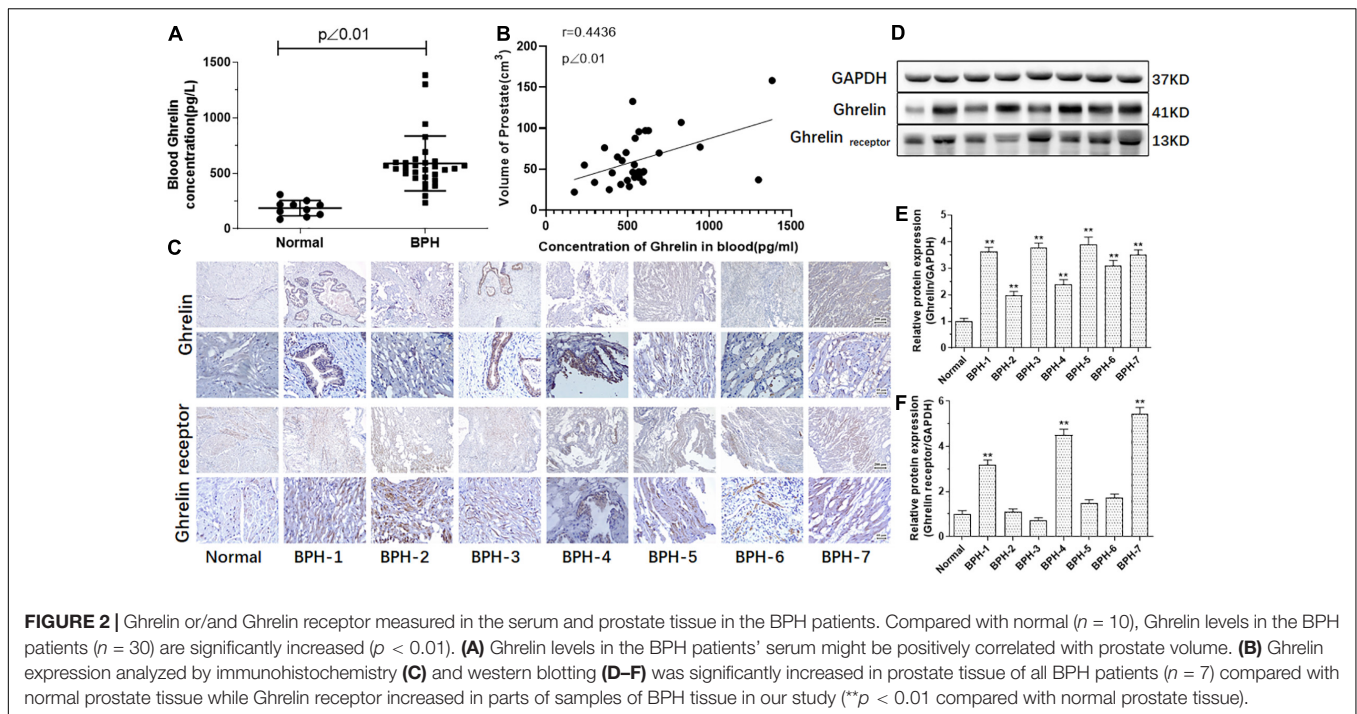 A
p∠0.01
Blood Ghrelin
concentration(pg/L)
1500
1000
500
0
Normal
BPH
B
r=0.4436
p∠0.01
Volume of Prostate(cm³)
200
150
100
50
0
0
500
1000
1500
Concentration of Ghrelin in blood(pg/ml)
D
GAPDH
37KD
Ghrelin
41KD
Ghrelin receptor
13KD
C
Ghrelin
Ghrelin receptor
Normal BPH-1 BPH-2 BPH-3 BPH-4 BPH-5 BPH-6 BPH-7
E
Relative protein expression
(Ghrelin/GAPDH)
5
4
3
2
1
0
** ** ** ** ** ** **
Normal BPH-1 BPH-2 BPH-3 BPH-4 BPH-5 BPH-6 BPH-7
F
Relative protein expression
(Ghrelin receptor/GAPDH)
6
4
2
0
** ** **
Normal BPH-1 BPH-2 BPH-3 BPH-4 BPH-5 BPH-6 BPH-7
FIGURE 2 | Ghrelin or/and Ghrelin receptor measured in the serum and prostate tissue in the BPH patients. Compared with normal (n = 10), Ghrelin levels in the BPH
patients (n = 30) are significantly increased (p < 0.01). (A) Ghrelin levels in the BPH patients' serum might be positively correlated with prostate volume. (B) Ghrelin
expression analyzed by immunohistochemistry (C) and western blotting (D–F) was significantly increased in prostate tissue of all BPH patients (n = 7) compared with
normal prostate tissue while Ghrelin receptor increased in parts of samples of BPH tissue in our study (**p < 0.01 compared with normal prostate tissue).